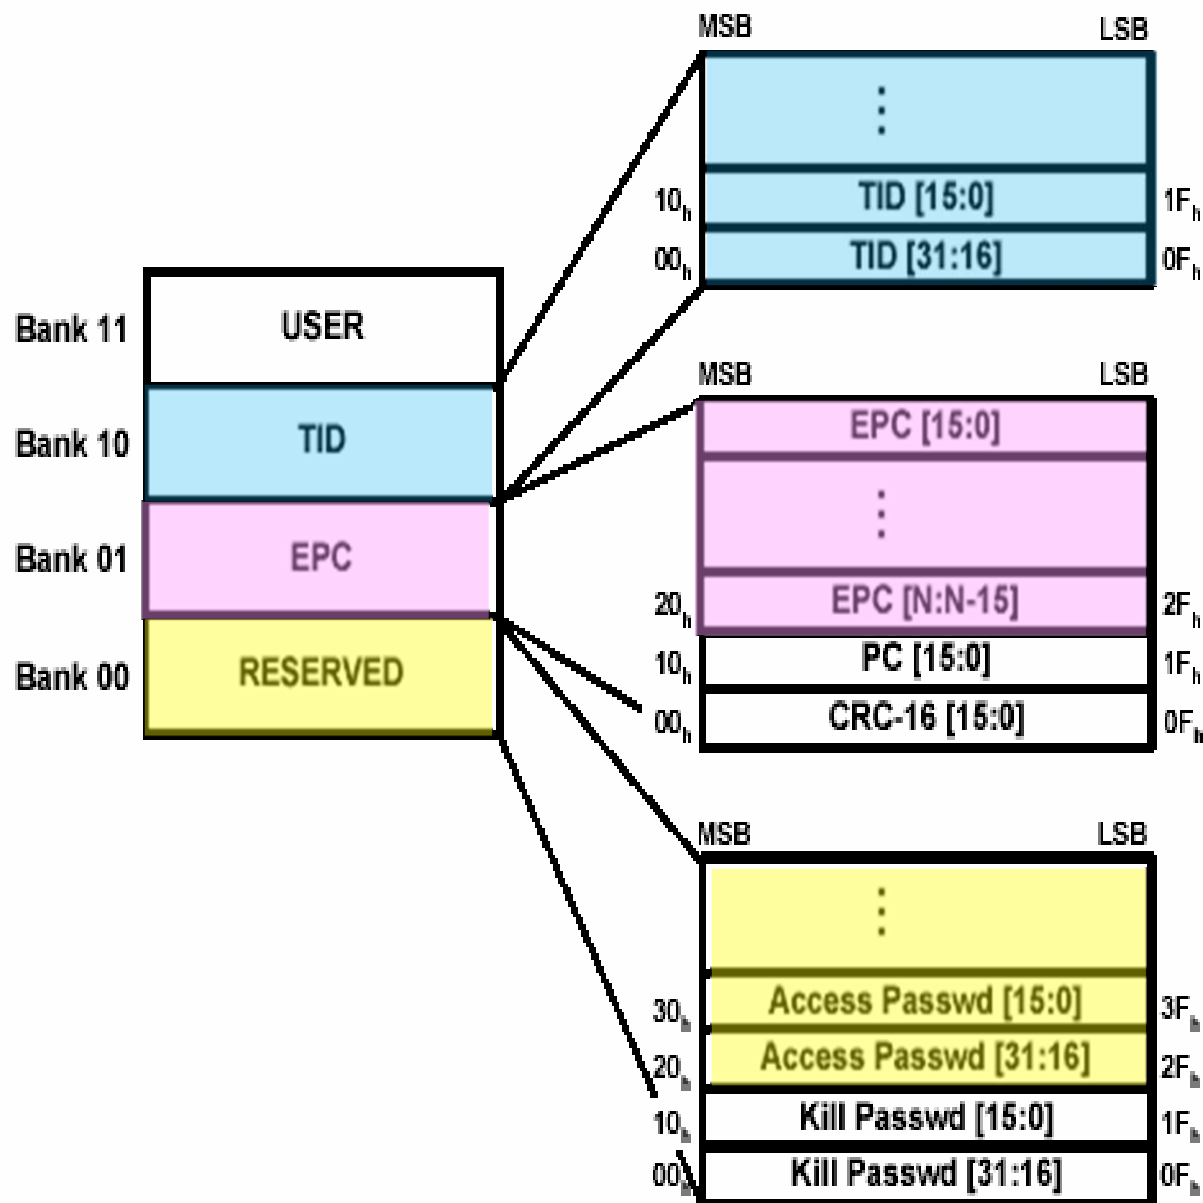 MSB LSB
⋮
10h TID [15:0] 1Fh
00h TID [31:16] 0Fh
Bank 11 USER
Bank 10 TID
Bank 01 EPC
Bank 00 RESERVED
MSB LSB
EPC [15:0]
⋮
20h EPC [N:N-15] 2Fh
10h PC [15:0] 1Fh
00h CRC-16 [15:0] 0Fh
MSB LSB
⋮
30h Access Passwd [15:0] 3Fh
20h Access Passwd [31:16] 2Fh
10h Kill Passwd [15:0] 1Fh
00h Kill Passwd [31:16] 0Fh